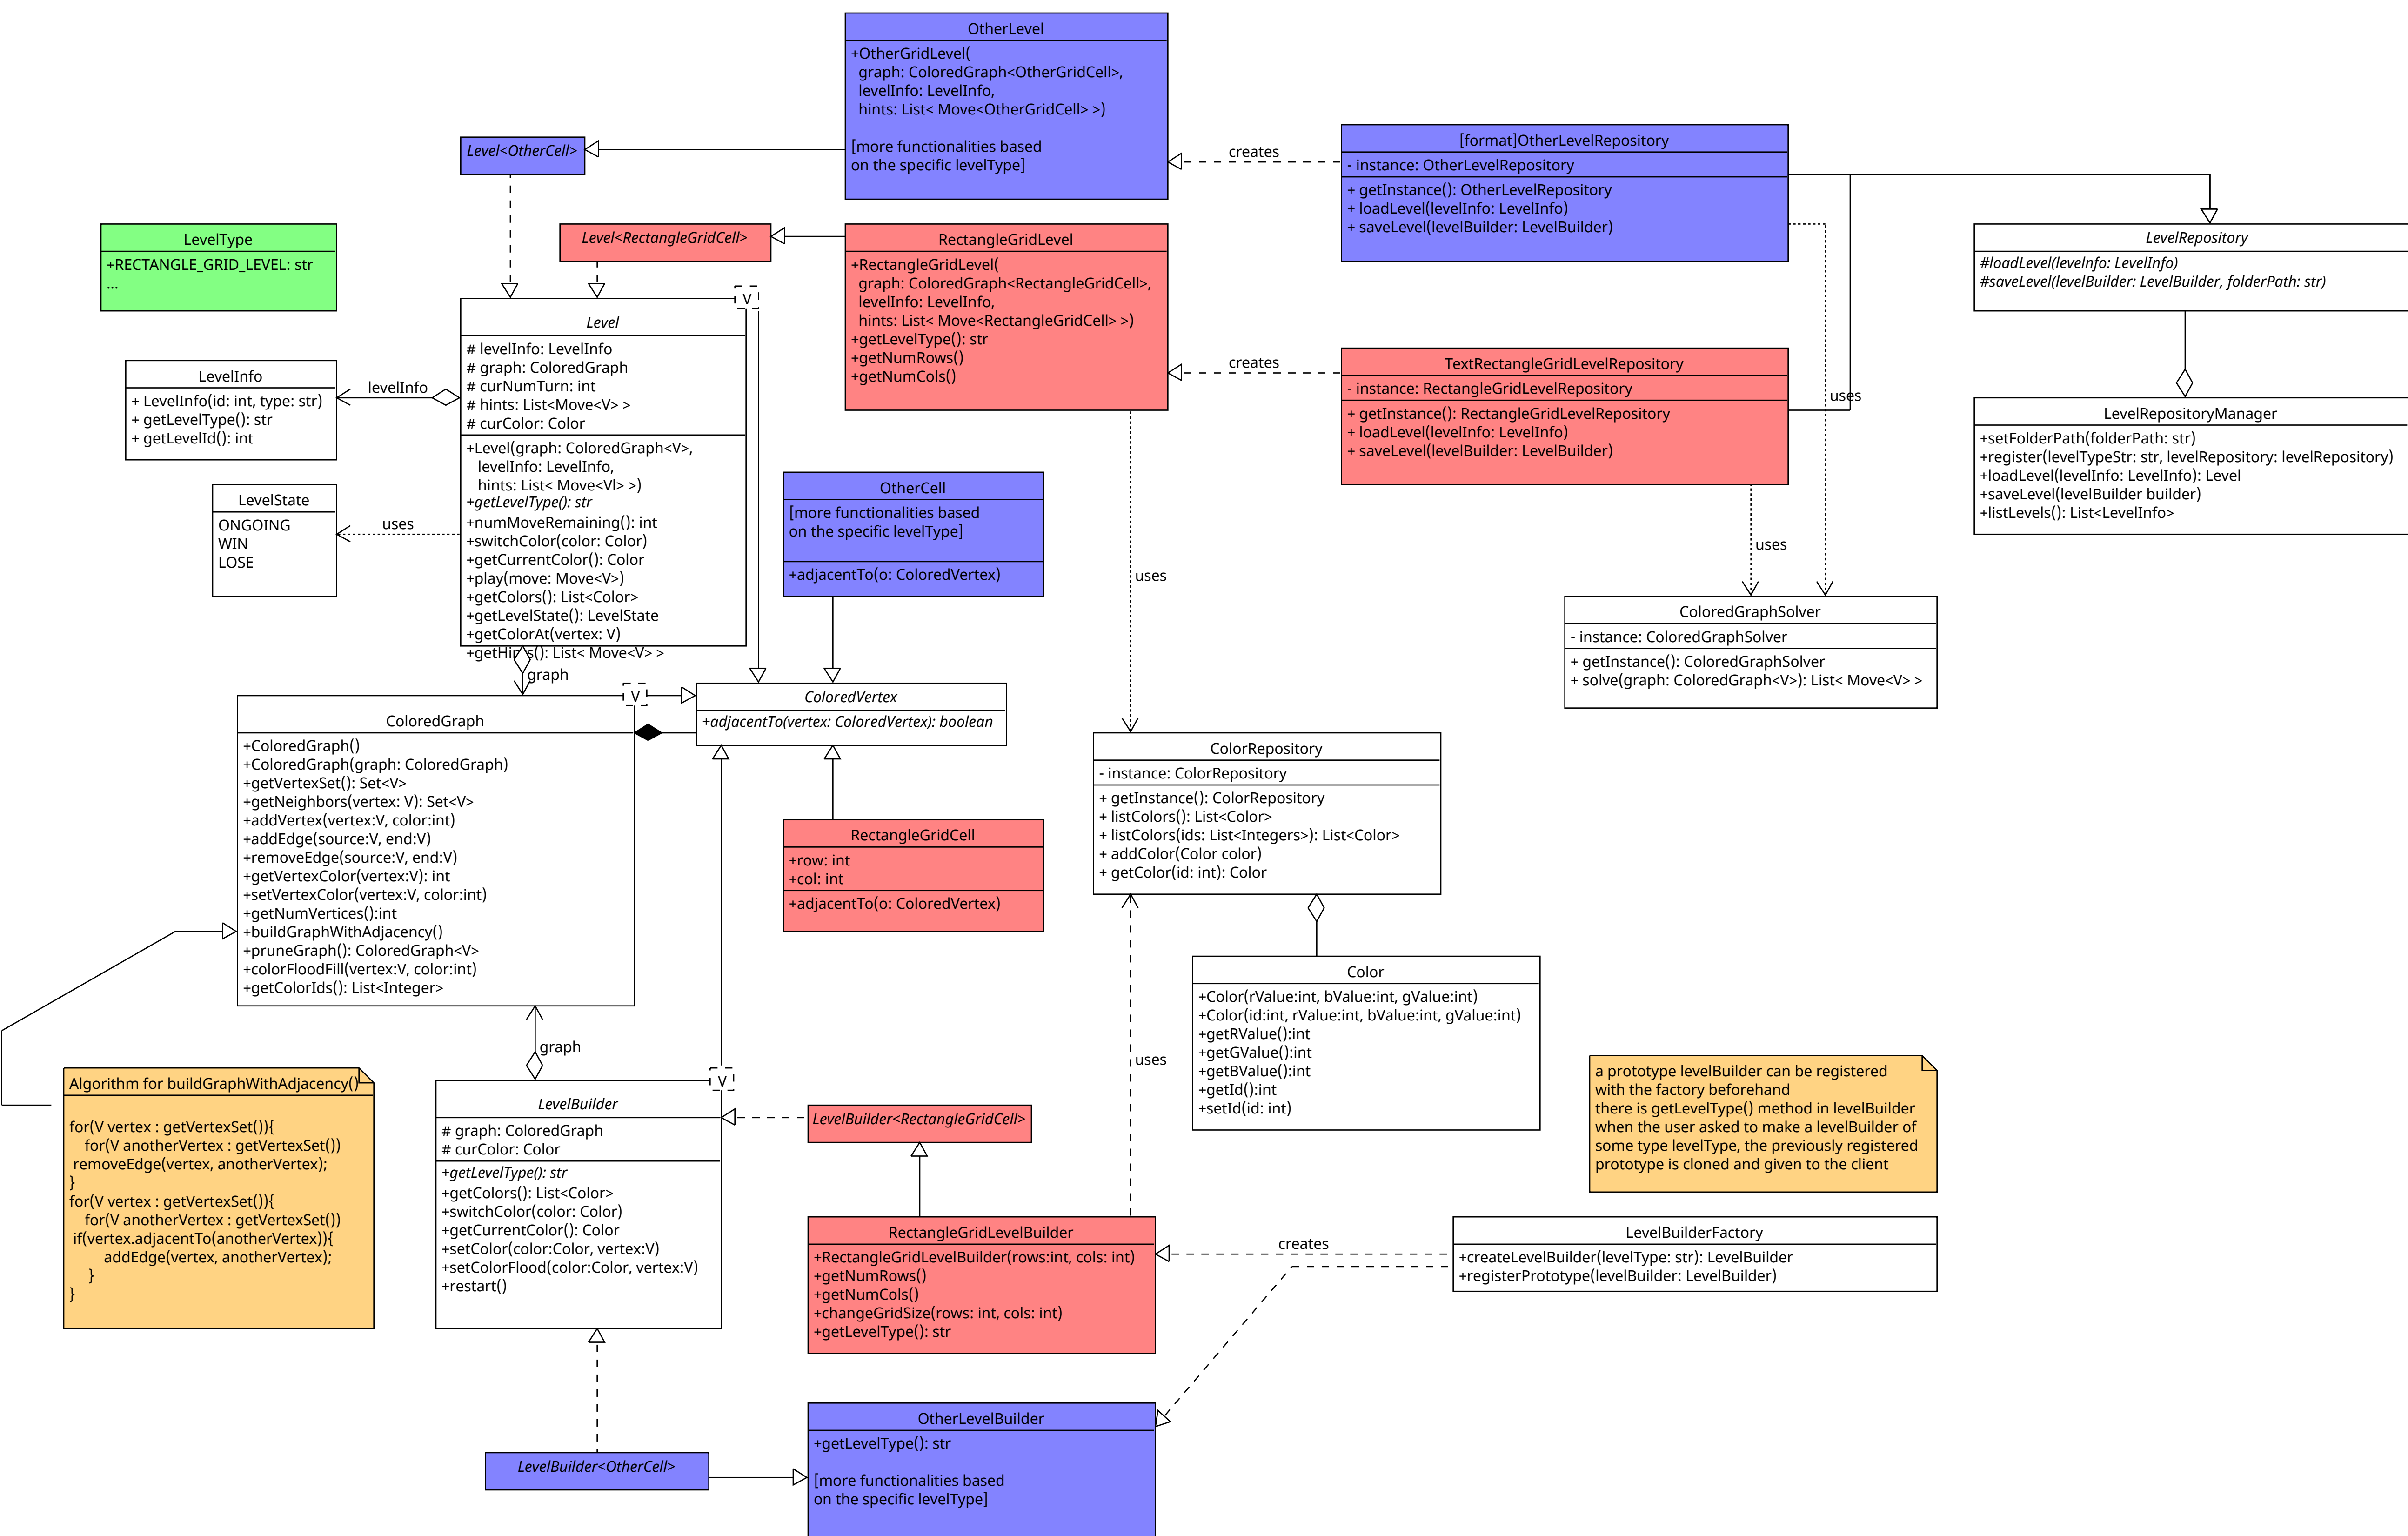 OtherLevel
+OtherGridLevel(
graph: ColoredGraph<OtherGridCell>,
levelInfo: LevelInfo,
hints: List< Move<OtherGridCell> >)
[more functionalities based
on the specific levelType]
Level<OtherCell>
creates
[format]OtherLevelRepository
- instance: OtherLevelRepository
+ getInstance(): OtherLevelRepository
+ loadLevel(levelInfo: LevelInfo)
+ saveLevel(levelBuilder: LevelBuilder)
LevelType
+RECTANGLE_GRID_LEVEL: str
...
Level<RectangleGridCell>
RectangleGridLevel
+RectangleGridLevel(
graph: ColoredGraph<RectangleGridCell>,
levelInfo: LevelInfo,
hints: List< Move<RectangleGridCell> >)
+getLevelType(): str
+getNumRows()
+getNumCols()
LevelRepository
#loadLevel(leveInfo: LevelInfo)
#saveLevel(levelBuilder: LevelBuilder, folderPath: str)
V
Level
# levelInfo: LevelInfo
# graph: ColoredGraph
# curNumTurn: int
# hints: List<Move<V> >
# curColor: Color
+Level(graph: ColoredGraph<V>,
levelInfo: LevelInfo,
hints: List< Move<Vl> >)
+getLevelType(): str
+numMoveRemaining(): int
+switchColor(color: Color)
+getCurrentColor(): Color
+play(move: Move<V>)
+getColors(): List<Color>
+getLevelState(): LevelState
+getColorAt(vertex: V)
+getHints(): List< Move<V> >
LevelInfo
+ LevelInfo(id: int, type: str)
+ getLevelType(): str
+ getLevelId(): int
levelInfo
creates
TextRectangleGridLevelRepository
- instance: RectangleGridLevelRepository
+ getInstance(): RectangleGridLevelRepository
+ loadLevel(levelInfo: LevelInfo)
+ saveLevel(levelBuilder: LevelBuilder)
uses
LevelRepositoryManager
+setFolderPath(folderPath: str)
+register(levelTypeStr: str, levelRepository: levelRepository)
+loadLevel(levelInfo: LevelInfo): Level
+saveLevel(levelBuilder builder)
+listLevels(): List<LevelInfo>
LevelState
ONGOING
WIN
LOSE
uses
OtherCell
[more functionalities based
on the specific levelType]
+adjacentTo(o: ColoredVertex)
uses
uses
ColoredGraphSolver
- instance: ColoredGraphSolver
+ getInstance(): ColoredGraphSolver
+ solve(graph: ColoredGraph<V>): List< Move<V> >
graph
V
ColoredVertex
+adjacentTo(vertex: ColoredVertex): boolean
ColoredGraph
+ColoredGraph()
+ColoredGraph(graph: ColoredGraph)
+getVertexSet(): Set<V>
+getNeighbors(vertex: V): Set<V>
+addVertex(vertex:V, color:int)
+addEdge(source:V, end:V)
+removeEdge(source:V, end:V)
+getVertexColor(vertex:V): int
+setVertexColor(vertex:V, color:int)
+getNumVertices():int
+buildGraphWithAdjacency()
+pruneGraph(): ColoredGraph<V>
+colorFloodFill(vertex:V, color:int)
+getColorIds(): List<Integer>
RectangleGridCell
+row: int
+col: int
+adjacentTo(o: ColoredVertex)
ColorRepository
- instance: ColorRepository
+ getInstance(): ColorRepository
+ listColors(): List<Color>
+ listColors(ids: List<Integers>): List<Color>
+ addColor(Color color)
+ getColor(id: int): Color
Color
+Color(rValue:int, bValue:int, gValue:int)
+Color(id:int, rValue:int, bValue:int, gValue:int)
+getRValue():int
+getGValue():int
+getBValue():int
+getId():int
+setId(id: int)
graph
uses
Algorithm for buildGraphWithAdjacency()
for(V vertex : getVertexSet()){
for(V anotherVertex : getVertexSet())
removeEdge(vertex, anotherVertex);
}
for(V vertex : getVertexSet()){
for(V anotherVertex : getVertexSet())
if(vertex.adjacentTo(anotherVertex)){
addEdge(vertex, anotherVertex);
}
}
V
LevelBuilder
# graph: ColoredGraph
# curColor: Color
+getLevelType(): str
+getColors(): List<Color>
+switchColor(color: Color)
+getCurrentColor(): Color
+setColor(color:Color, vertex:V)
+setColorFlood(color:Color, vertex:V)
+restart()
LevelBuilder<RectangleGridCell>
a prototype levelBuilder can be registered
with the factory beforehand
there is getLevelType() method in levelBuilder
when the user asked to make a levelBuilder of
some type levelType, the previously registered
prototype is cloned and given to the client
RectangleGridLevelBuilder
+RectangleGridLevelBuilder(rows:int, cols: int)
+getNumRows()
+getNumCols()
+changeGridSize(rows: int, cols: int)
+getLevelType(): str
creates
LevelBuilderFactory
+createLevelBuilder(levelType: str): LevelBuilder
+registerPrototype(levelBuilder: LevelBuilder)
LevelBuilder<OtherCell>
OtherLevelBuilder
+getLevelType(): str
[more functionalities based
on the specific levelType]